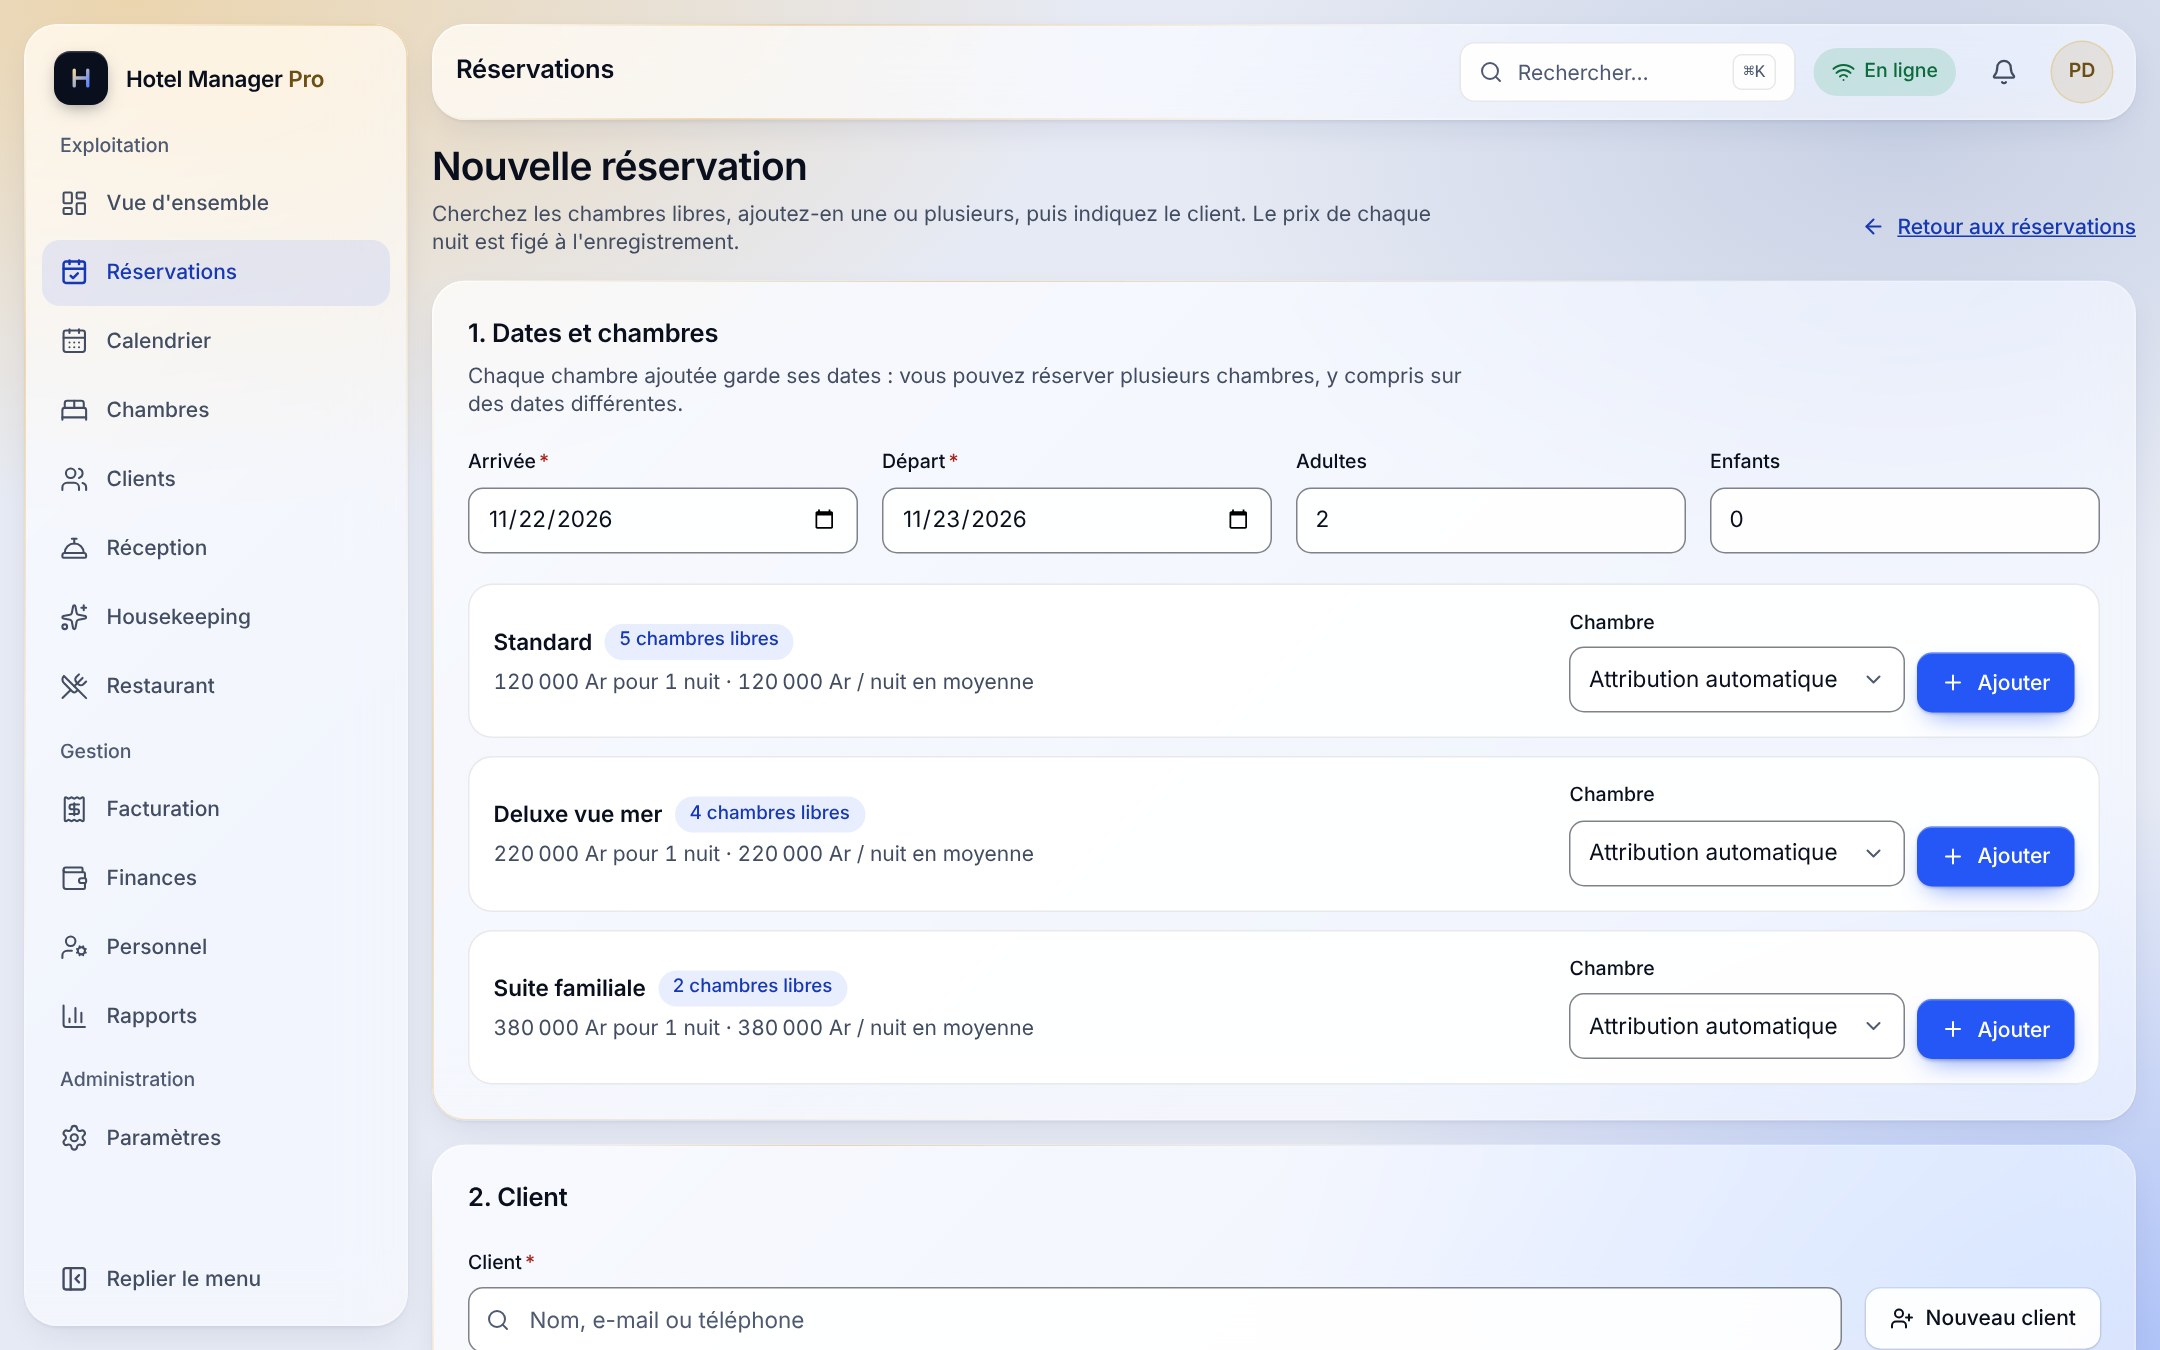 Hotel Manager Pro
Exploitation
Vue d'ensemble
Réservations
Calendrier
Chambres
Clients
Réception
Housekeeping
Restaurant
Gestion
Facturation
Finances
Personnel
Rapports
Administration
Paramètres
Replier le menu
Réservations
Rechercher...
⌘K
En ligne
PD
Nouvelle réservation
Cherchez les chambres libres, ajoutez-en une ou plusieurs, puis indiquez le client. Le prix de chaque
nuit est figé à l'enregistrement.
Retour aux réservations
1. Dates et chambres
Chaque chambre ajoutée garde ses dates : vous pouvez réserver plusieurs chambres, y compris sur
des dates différentes.
Arrivée *
Départ *
Adultes
Enfants
11/22/2026
11/23/2026
2
0
Standard
5 chambres libres
120 000 Ar pour 1 nuit · 120 000 Ar / nuit en moyenne
Chambre
Attribution automatique
Ajouter
Deluxe vue mer
4 chambres libres
220 000 Ar pour 1 nuit · 220 000 Ar / nuit en moyenne
Chambre
Attribution automatique
Ajouter
Suite familiale
2 chambres libres
380 000 Ar pour 1 nuit · 380 000 Ar / nuit en moyenne
Chambre
Attribution automatique
Ajouter
2. Client
Client *
Nom, e-mail ou téléphone
Nouveau client